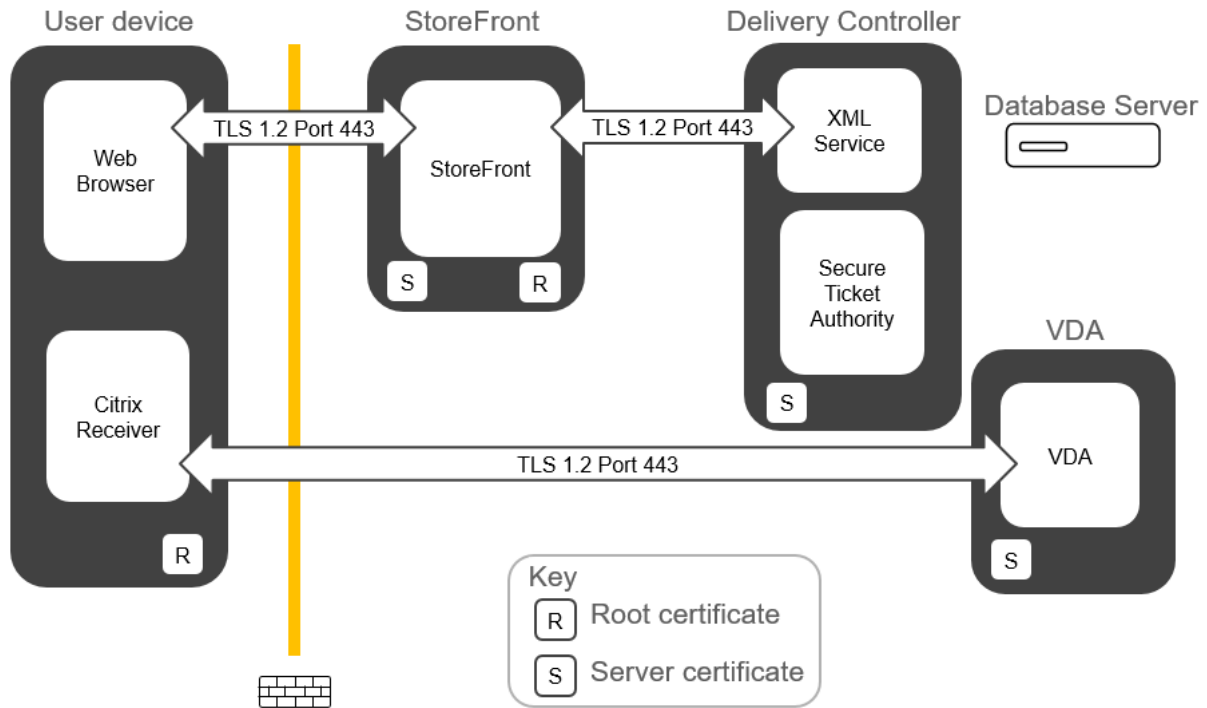 User device
StoreFront
Delivery Controller
Database Server
Web
Browser
TLS 1.2 Port 443
StoreFront
TLS 1.2 Port 443
XML
Service
S
R
Secure
Ticket
Authority
S
VDA
Citrix
Receiver
TLS 1.2 Port 443
VDA
R
S
Key
R Root certificate
S Server certificate